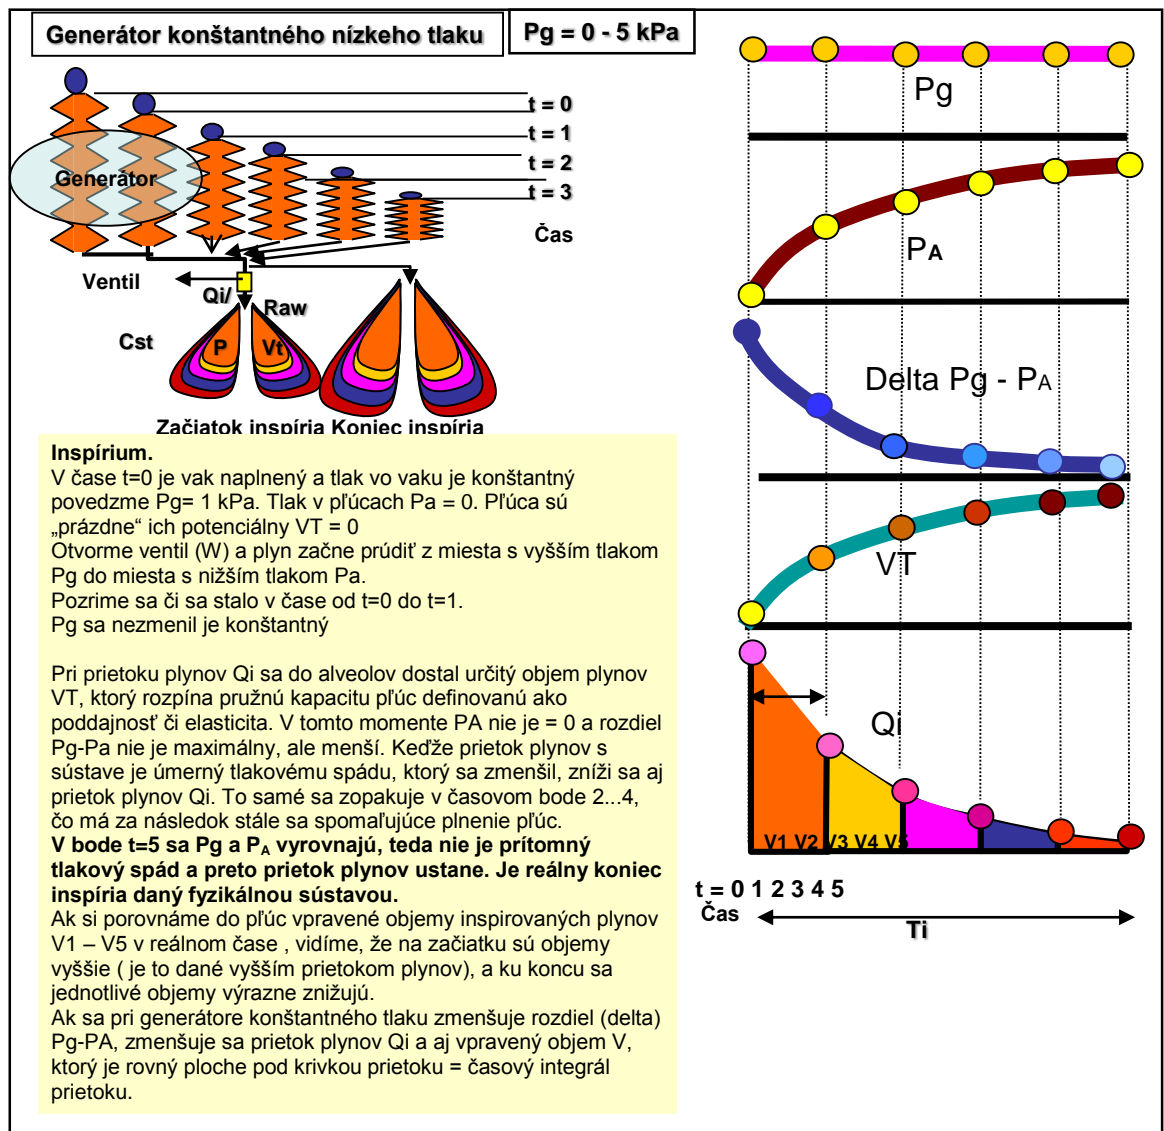 Generátor konštantného nízkeho tlaku
Pg = 0 - 5 kPa
t = 0
t = 1
t = 2
t = 3
Generátor
Čas
Ventil
Qi/
Raw
Cst
P
Vt
Začiatok inspíria Koniec inspíria
Inspírium.
V čase t=0 je vak naplnený a tlak vo vaku je konštantný
povedzme Pg= 1 kPa. Tlak v pľúcach Pa = 0. Pľúca sú
„prázdne“ ich potenciálny VT = 0
Otvorme ventil (W) a plyn začne prúdiť z miesta s vyšším tlakom
Pg do miesta s nižším tlakom Pa.
Pozrime sa či sa stalo v čase od t=0 do t=1.
Pg sa nezmenil je konštantný
Pri prietoku plynov Qi sa do alveolov dostal určitý objem plynov
VT, ktorý rozpína pružnú kapacitu pľúc definovanú ako
poddajnosť či elasticita. V tomto momente PA nie je = 0 a rozdiel
Pg-Pa nie je maximálny, ale menší. Keďže prietok plynov s
sústave je úmerný tlakovému spádu, ktorý sa zmenšil, zníži sa aj
prietok plynov Qi. To samé sa zopakuje v časovom bode 2...4,
čo má za následok stále sa spomaľujúce plnenie pľúc.
V bode t=5 sa Pg a PA vyrovnajú, teda nie je prítomný
tlakový spád a preto prietok plynov ustane. Je reálny koniec
inspíria daný fyzikálnou sústavou.
Ak si porovnáme do pľúc vpravené objemy inspirovaných plynov
V1 – V5 v reálnom čase , vidíme, že na začiatku sú objemy
vyššie ( je to dané vyšším prietokom plynov), a ku koncu sa
jednotlivé objemy výrazne znižujú.
Ak sa pri generátore konštantného tlaku zmenšuje rozdiel (delta)
Pg-PA, zmenšuje sa prietok plynov Qi a aj vpravený objem V,
ktorý je rovný ploche pod krivkou prietoku = časový integrál
prietoku.
Pg
PA
Delta Pg - PA
VT
Qi
V1 V2 V3 V4 V5
t = 0 1 2 3 4 5
Čas
Ti